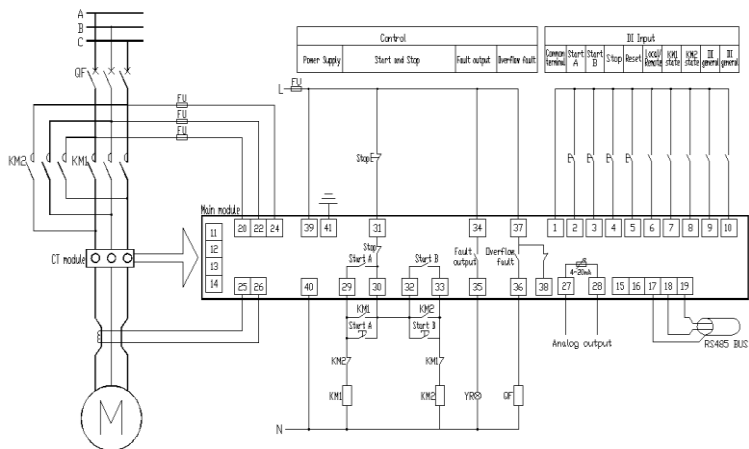 A
B
C
QF
FU
FU
FU
KM2
KM1
Control
Power Supply
Start and Stop
Fault output
Overflow fault
DI Input
Common terminal
Start A
Start B
Stop
Reset
Local/Remote
KM1 state
KM2 state
DI general
DI general
L
FU
StopE
Main module
11
12
13
14
20
22
24
39
41
31
34
37
1
2
3
4
5
6
7
8
9
10
CT module
Stop
Start A
Start B
Fault output
Overflow fault
4-20mA
25
26
40
29
30
32
33
35
36
38
27
28
15
16
17
18
19
KM1
Start A
KM2
Start B
Analog output
RS485 BUS
KM2
KM1
KM1
KM2
YR
QF
N
M